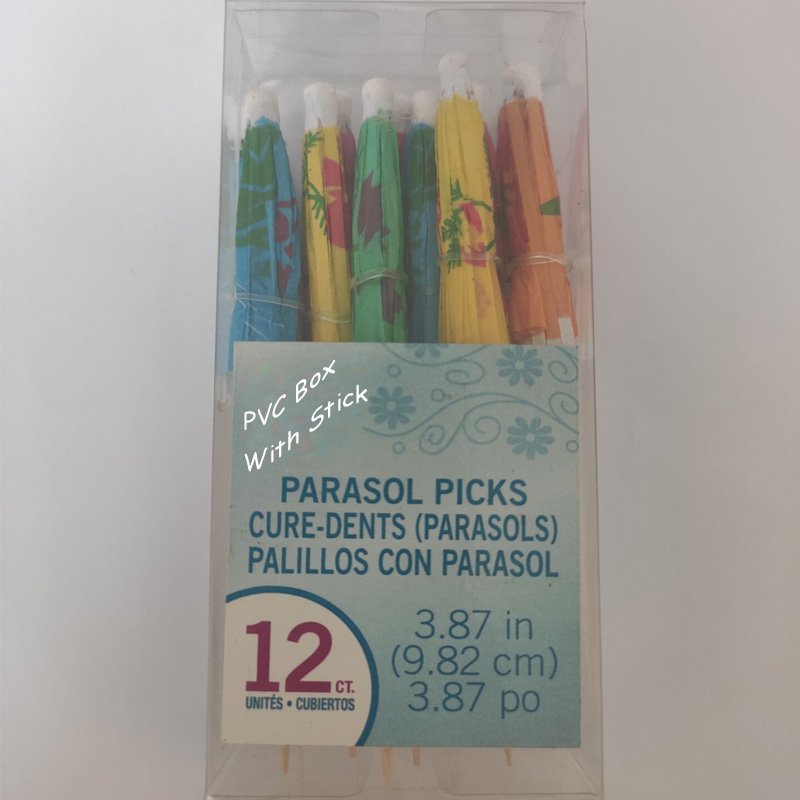 PVC Box
With Stick
PARASOL PICKS
CURE-DENTS (PARASOLS)
PALILLOS CON PARASOL
12 CT.
UNITÉS • CUBIERTOS
3.87 in
(9.82 cm)
3.87 po